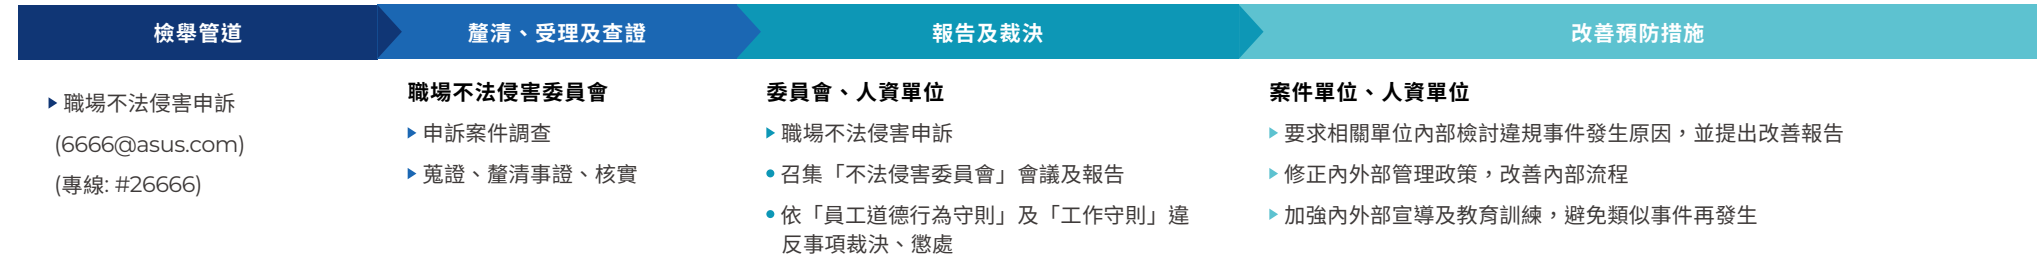 檢舉管道
職場不法侵害申訴
(6666@asus.com)
(專線: #26666)
釐清、受理及查證
職場不法侵害委員會
申訴案件調查
蒐證、釐清事證、核實
報告及裁決
委員會、人資單位
職場不法侵害申訴
召集「不法侵害委員會」會議及報告
依「員工道德行為守則」及「工作守則」違
反事項裁決、懲處
改善預防措施
案件單位、人資單位
要求相關單位內部檢討違規事件發生原因，並提出改善報告
修正內外部管理政策，改善內部流程
加強內外部宣導及教育訓練，避免類似事件再發生